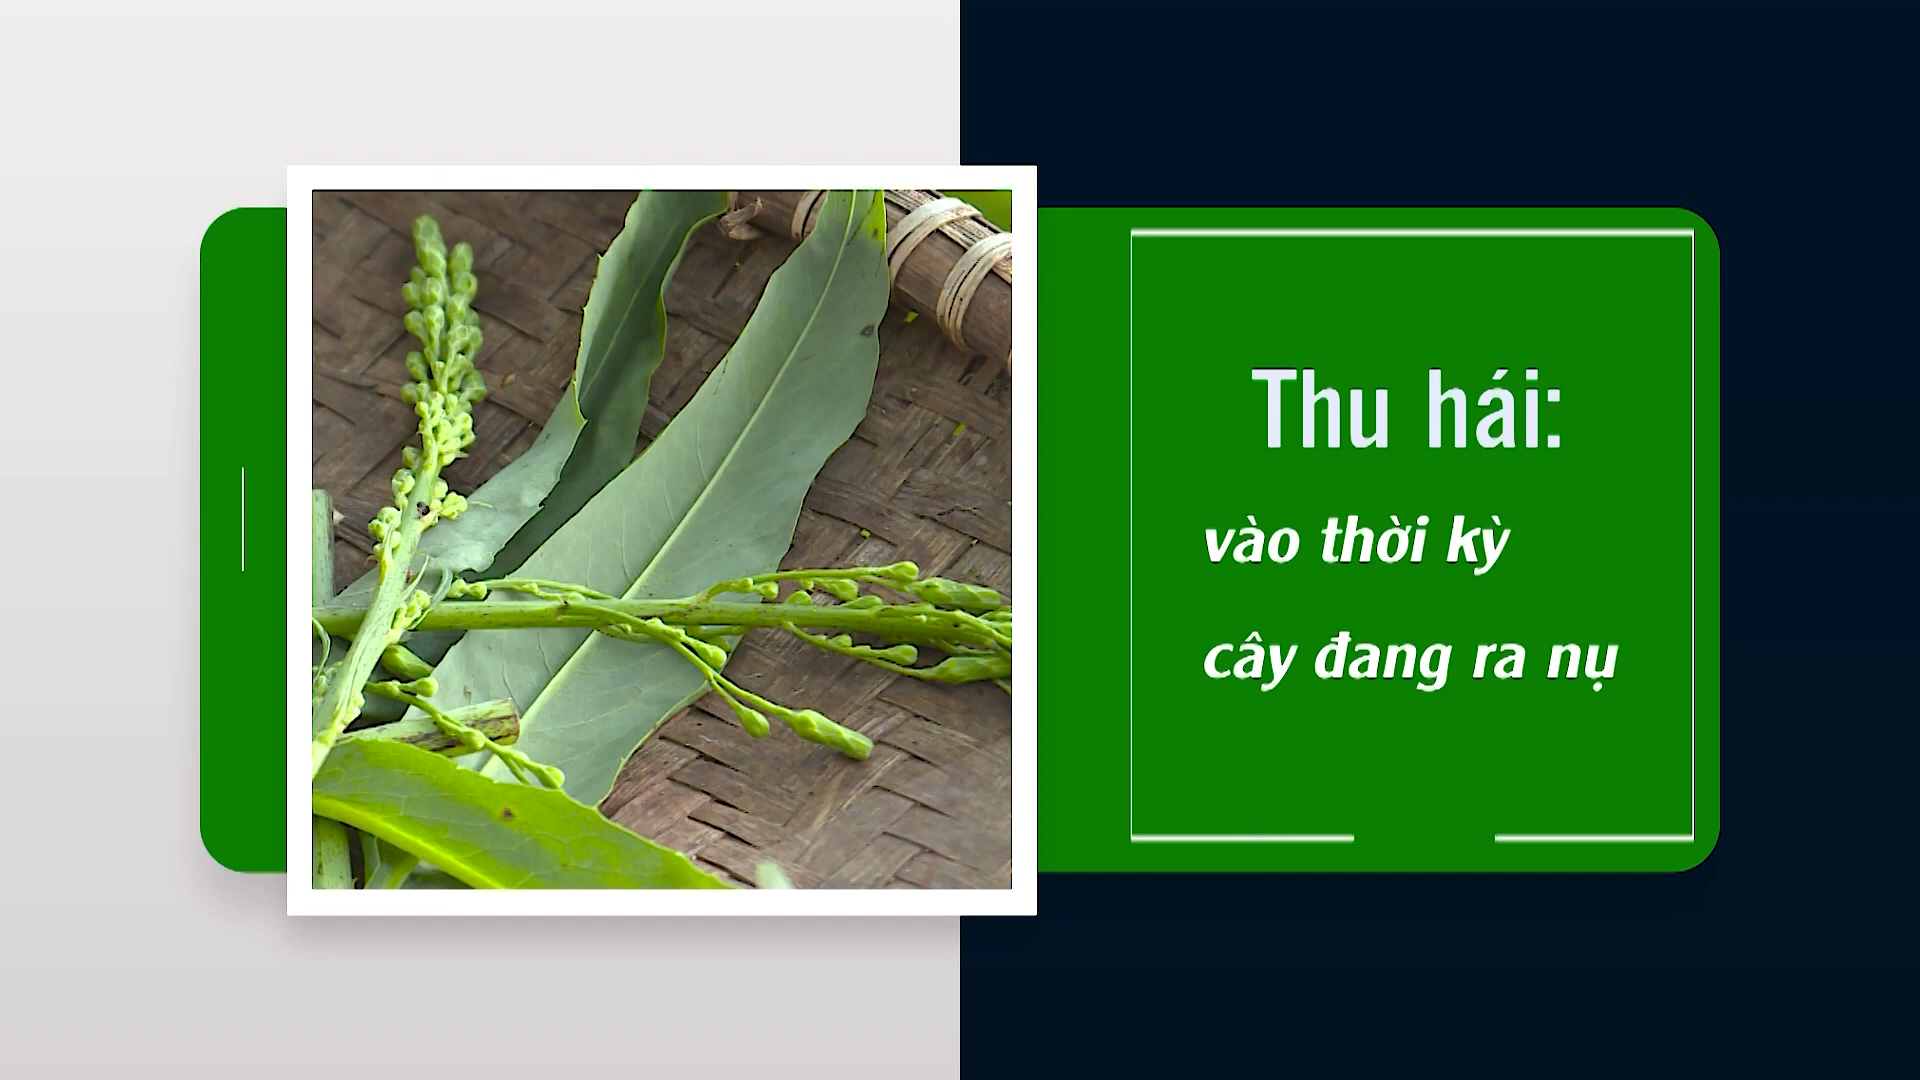 Thu hái:
vào thời kỳ
cây đang ra nụ